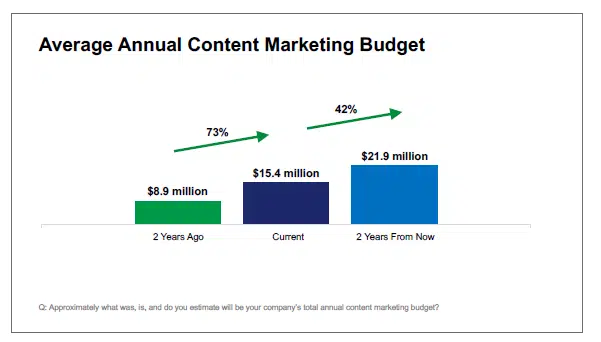 Average Annual Content Marketing Budget
42%
73%
$21.9 million
$15.4 million
$8.9 million
2 Years Ago
Current
2 Years From Now
Q: Approximately what was, is, and do you estimate will be your company's total annual content marketing budget?